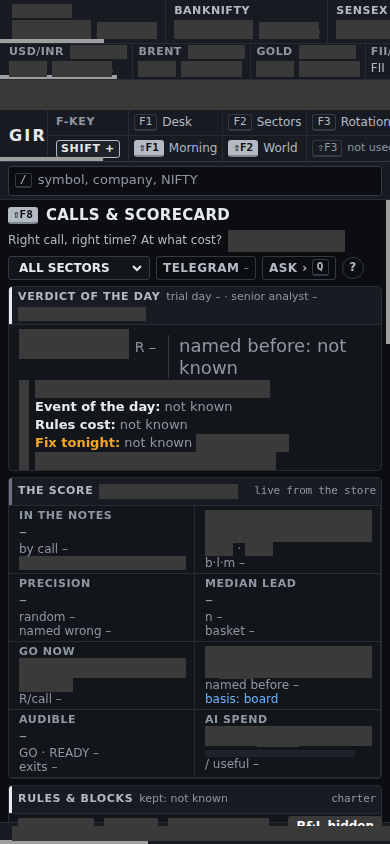 BANKNIFTY
SENSEX
USD/INR
BRENT
GOLD
FII/
FII
GIR
F-KEY
F1 Desk
F2 Sectors
F3 Rotation
SHIFT +
⇧F1 Morning
⇧F2 World
⇧F3 not used
/ symbol, company, NIFTY
⇧F8 CALLS & SCORECARD
Right call, right time? At what cost?
ALL SECTORS
TELEGRAM –
ASK › Q
?
VERDICT OF THE DAY trial day – · senior analyst –
R –
named before: not known
Event of the day: not known
Rules cost: not known
Fix tonight: not known
THE SCORE
live from the store
IN THE NOTES
–
by call –
·
b·l·m –
PRECISION
–
random –
named wrong –
MEDIAN LEAD
–
n –
basket –
GO NOW
R/call –
named before –
basis: board
AUDIBLE
–
GO · READY –
exits –
AI SPEND
/ useful –
RULES & BLOCKS kept: not known
charter
P&L hidden